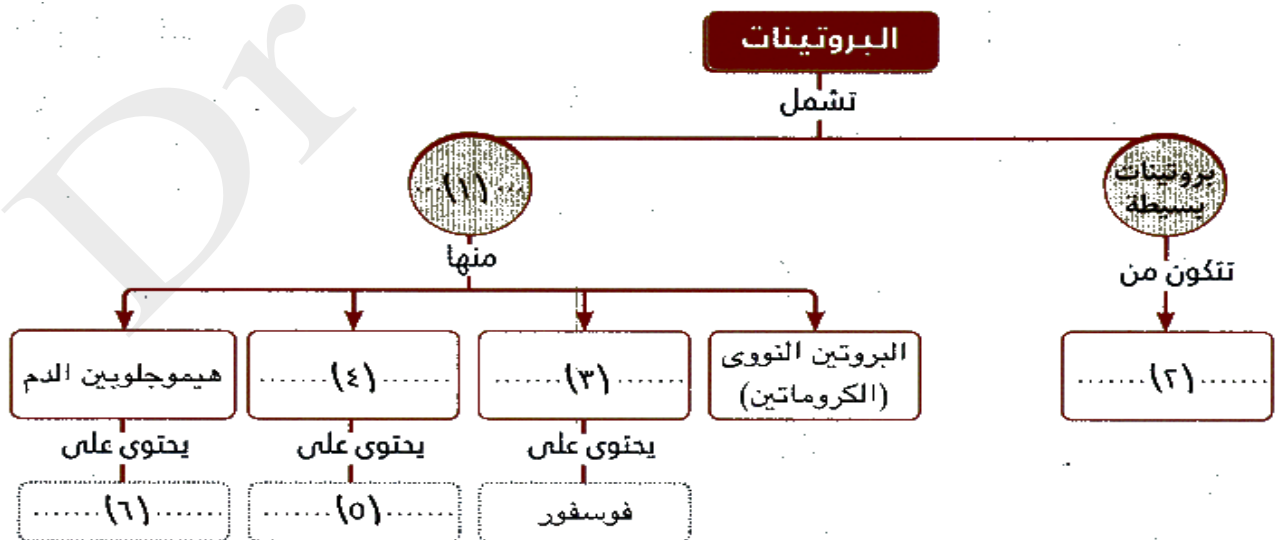 البروتينات
تشمل
بروتينات
بسيطة
...(١)...
تتكون من
منها
.......(٢).......
البروتين النووى
(الكروماتين)
.......(٣).......
.......(٤).......
هيموجلوبين الدم
يحتوى على
يحتوى على
يحتوى على
فوسفور
.......(٥).......
.......(٦).......
Dr